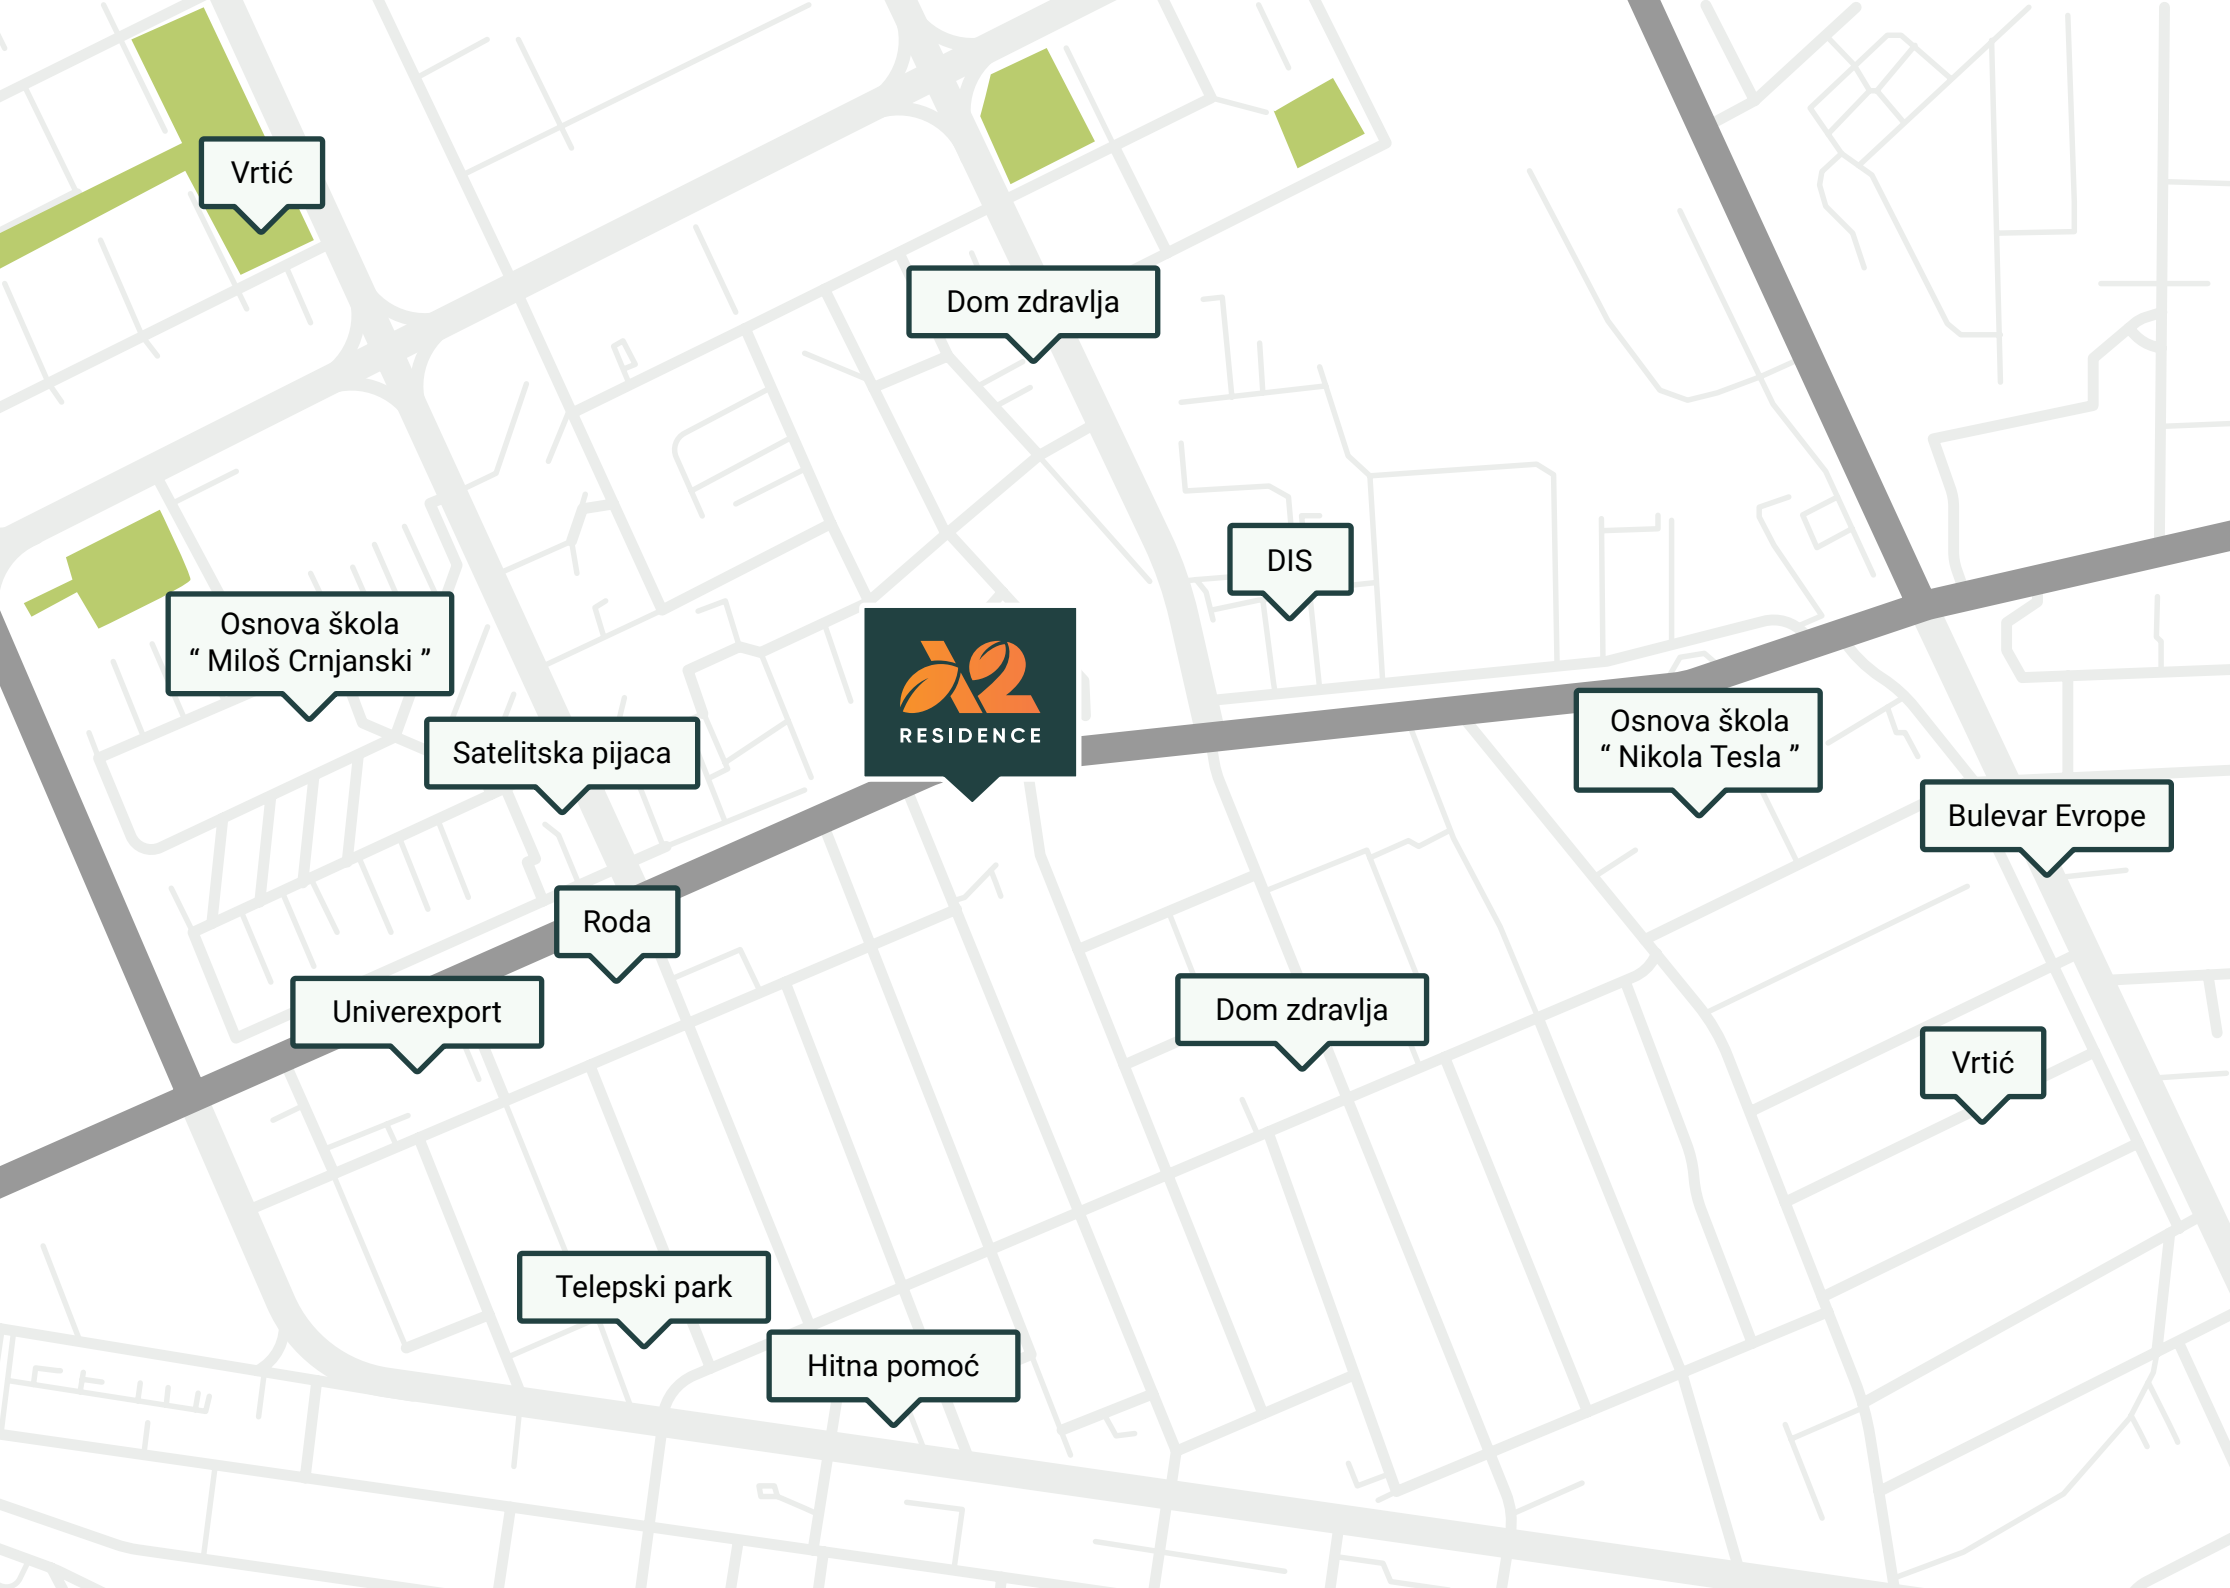 Vrtić
Dom zdravlja
DIS
Osnova škola
“ Miloš Crnjanski ”
A2
RESIDENCE
Satelitska pijaca
Osnova škola
“ Nikola Tesla ”
Bulevar Evrope
Roda
Univerexport
Dom zdravlja
Vrtić
Telepski park
Hitna pomoć